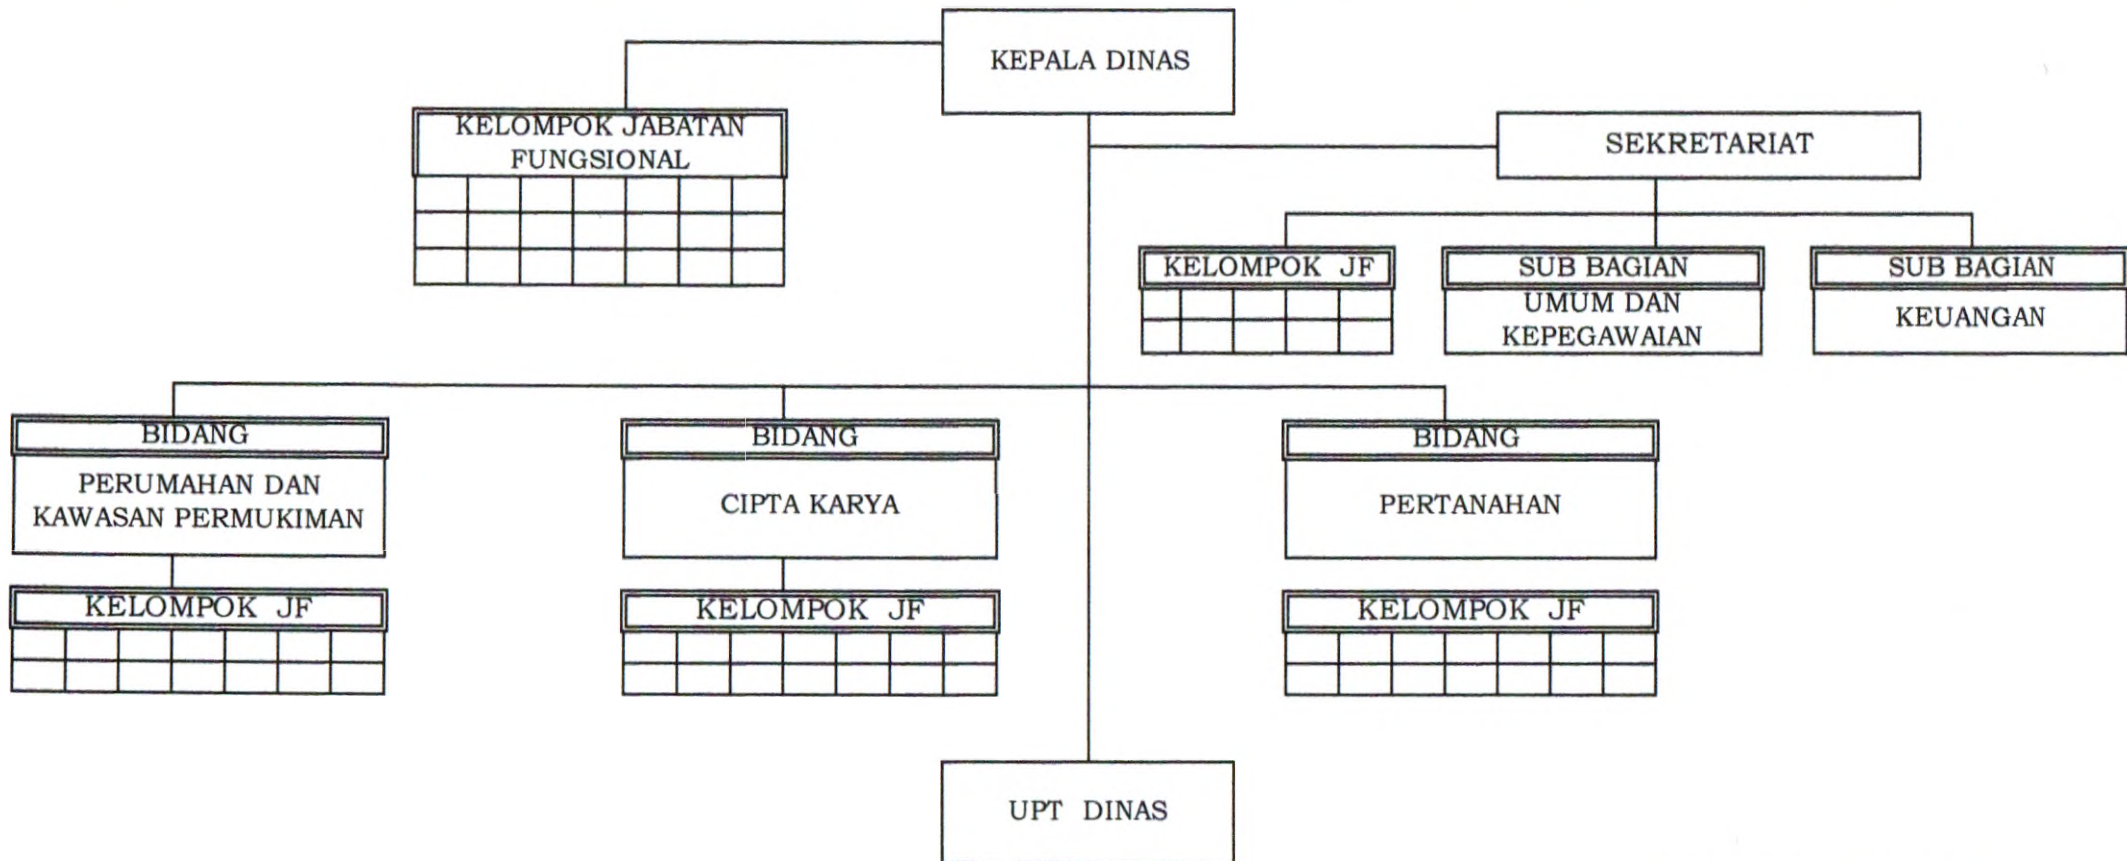 KEPALA DINAS
KELOMPOK JABATAN
FUNGSIONAL
SEKRETARIAT
KELOMPOK JF
SUB BAGIAN
UMUM DAN
KEPEGAWAIAN
SUB BAGIAN
KEUANGAN
BIDANG
PERUMAHAN DAN
KAWASAN PERMUKIMAN
KELOMPOK JF
BIDANG
CIPTA KARYA
KELOMPOK JF
BIDANG
PERTANAHAN
KELOMPOK JF
UPT DINAS